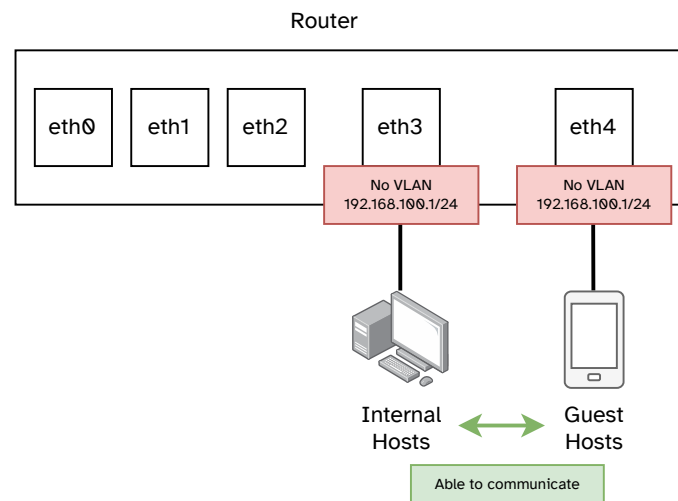 Router
eth0
eth1
eth2
eth3
eth4
No VLAN
192.168.100.1/24
No VLAN
192.168.100.1/24
Internal
Hosts
Guest
Hosts
Able to communicate